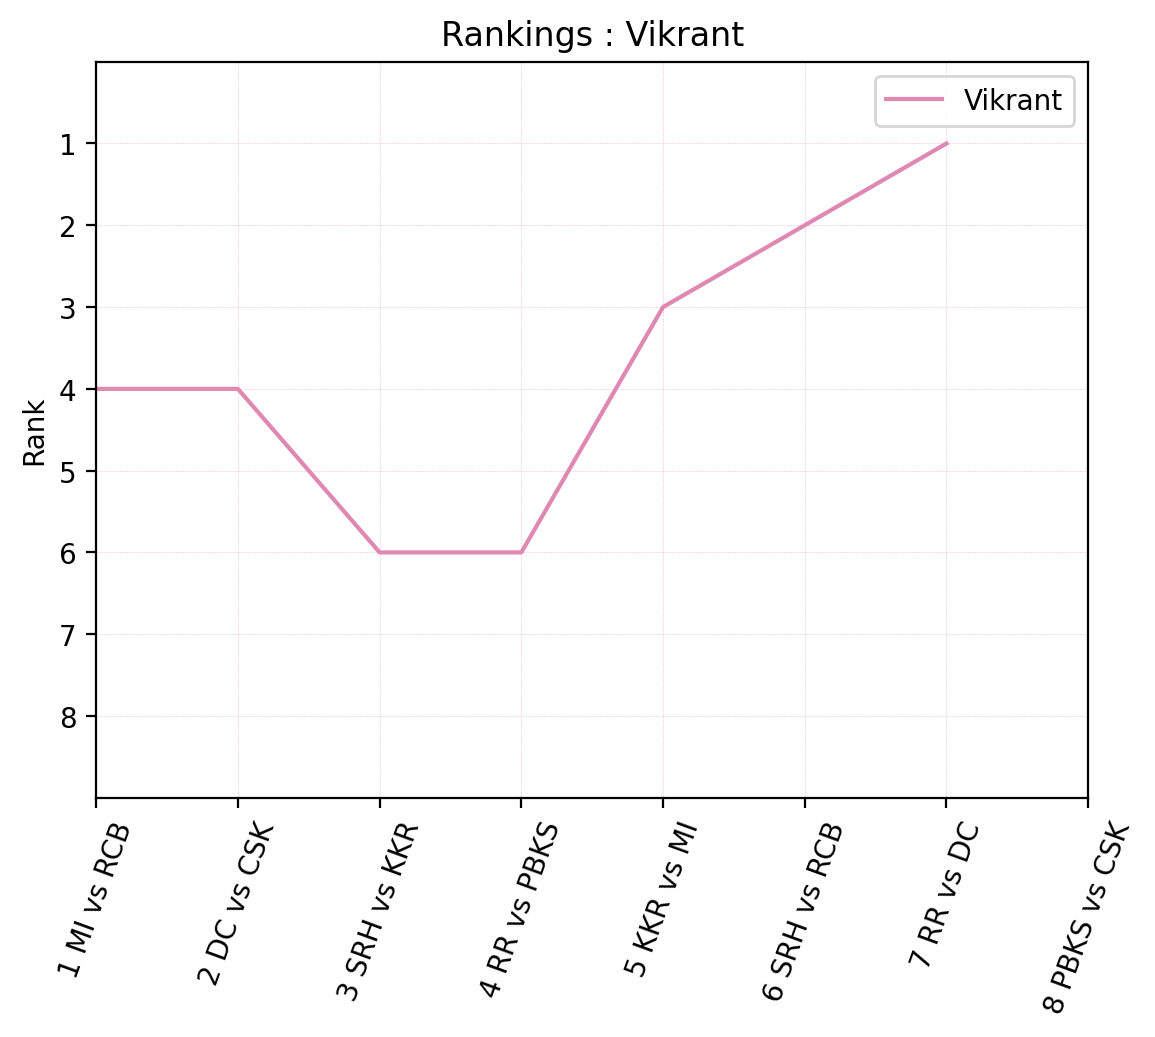 Rankings : Vikrant
Vikrant
Rank
1
2
3
4
5
6
7
8
1 MI vs RCB
2 DC vs CSK
3 SRH vs KKR
4 RR vs PBKS
5 KKR vs MI
6 SRH vs RCB
7 RR vs DC
8 PBKS vs CSK